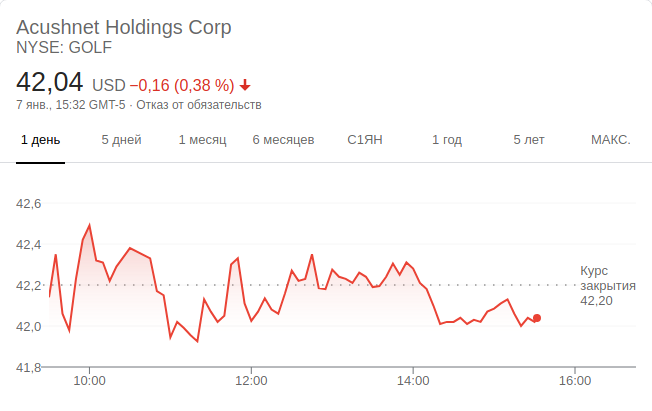 Acushnet Holdings Corp
NYSE: GOLF
42,04 USD −0,16 (0,38 %)
7 янв., 15:32 GMT-5 · Отказ от обязательств
1 день 5 дней 1 месяц 6 месяцев С1ЯН 1 год 5 лет МАКС.
42,6
42,4
42,2
42,0
41,8
Курс
закрытия
42,20
10:00 12:00 14:00 16:00